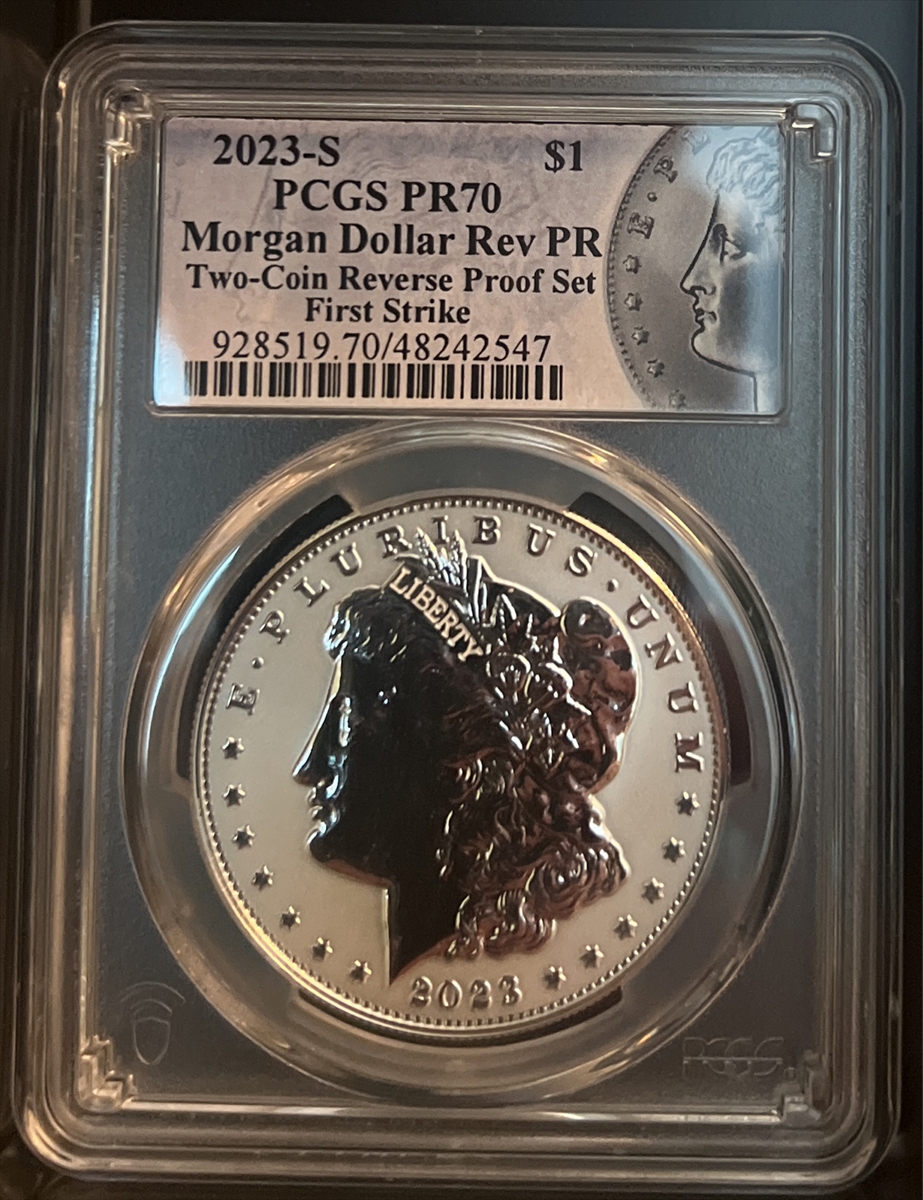 2023-S $1
PCGS PR70
Morgan Dollar Rev PR
Two-Coin Reverse Proof Set
First Strike
928519.70/48242547
E · PL
E·PLURIBUS·UNUM
LIBERTY
2023
PCGS